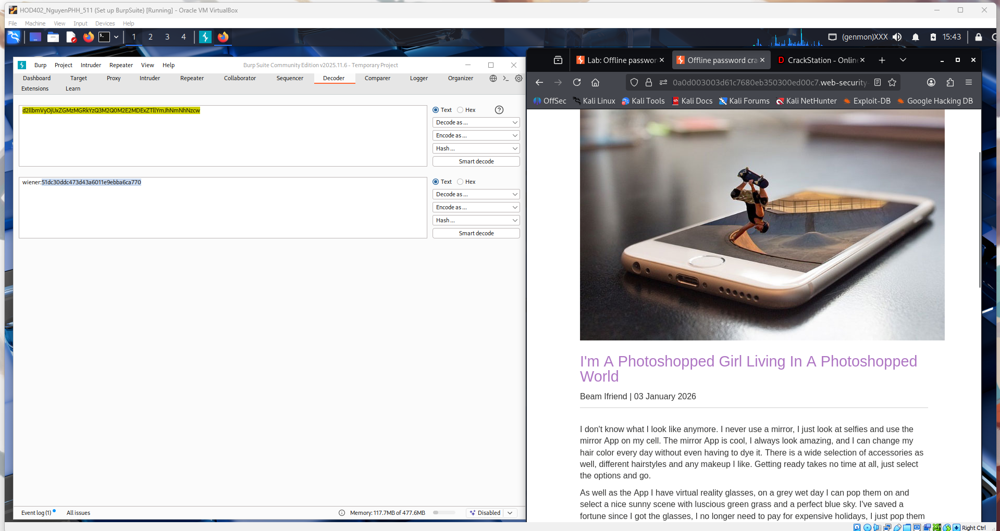 HOD402_NguyenPHH_511 (Set up BurpSuite) [Running] - Oracle VM VirtualBox
File Machine View Input Devices Help
1 2 3 4 (genmon)XXX 15:43
Burp Project Intruder Repeater View Help Burp Suite Community Edition v2025.11.6 - Temporary Project
Dashboard Target Proxy Intruder Repeater Collaborator Sequencer Decoder Comparer Logger Organizer
Extensions Learn
d2llbmVyOjUxZGMzMGRkYzQ3M2Q0M2E2MDExZTllYmJhNmNhNzcw
Text Hex
Decode as ...
Encode as ...
Hash ...
Smart decode
wiener:51dc30ddc473d43a6011e9ebba6ca770
Text Hex
Decode as ...
Encode as ...
Hash ...
Smart decode
Event log (1) All issues Memory: 117.7MB of 477.6MB Disabled
Lab: Offline passwor Offline password cra CrackStation - Onlin
0a0d003003d61c7680eb350300ed00c7.web-security-
OffSec Kali Linux Kali Tools Kali Docs Kali Forums Kali NetHunter Exploit-DB Google Hacking DB
I'm A Photoshopped Girl Living In A Photoshopped
World
Beam Ifriend | 03 January 2026
I don't know what I look like anymore. I never use a mirror, I just look at selfies and use the
mirror App on my cell. The mirror App is cool, I always look amazing, and I can change my
hair color every day without even having to dye it. There is a wide selection of accessories as
well, different hairstyles and any makeup I like. Getting ready takes no time at all, just select
the options and go.
As well as the App I have virtual reality glasses, on a grey wet day I can pop them on and
select a nice sunny scene with luscious green grass and a perfect blue sky. I've saved a
fortune since I got the glasses, I no longer need to pay for expensive holidays, I just pop them
Right Ctrl